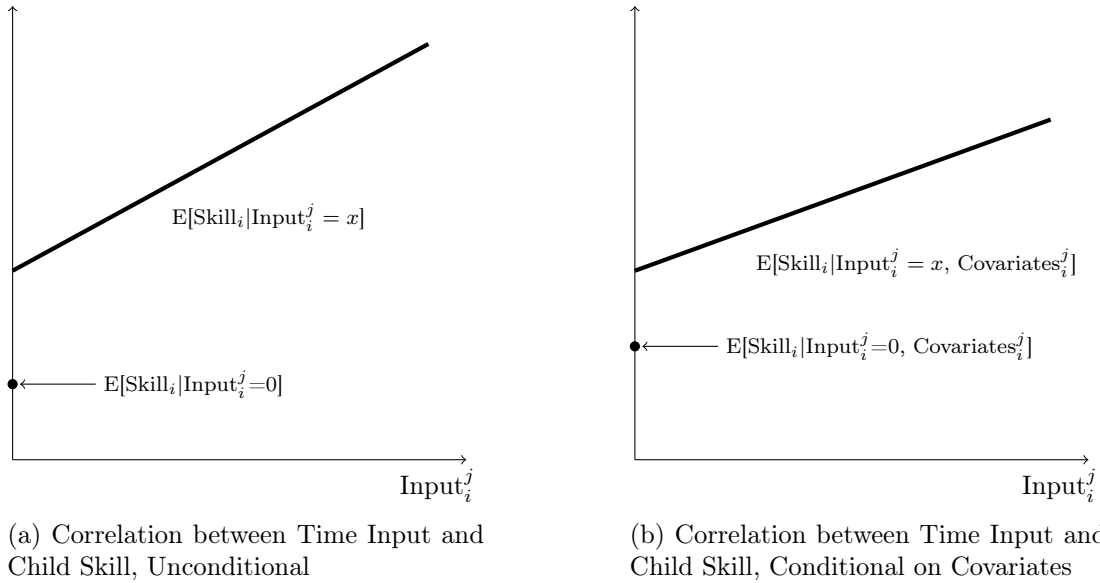 E[Skill_i|Input_i^j = x]
E[Skill_i|Input_i^j=0]
Input_i^j
(a) Correlation between Time Input and
Child Skill, Unconditional
E[Skill_i|Input_i^j = x, Covariates_i^j]
E[Skill_i|Input_i^j=0, Covariates_i^j]
Input_i^j
(b) Correlation between Time Input and
Child Skill, Conditional on Covariates